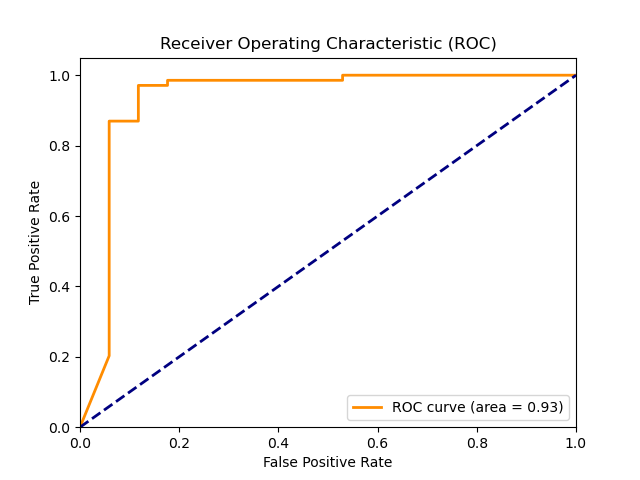 Receiver Operating Characteristic (ROC)
1.0
0.8
0.6
0.4
0.2
0.0
True Positive Rate
ROC curve (area = 0.93)
0.0 0.2 0.4 0.6 0.8 1.0
False Positive Rate